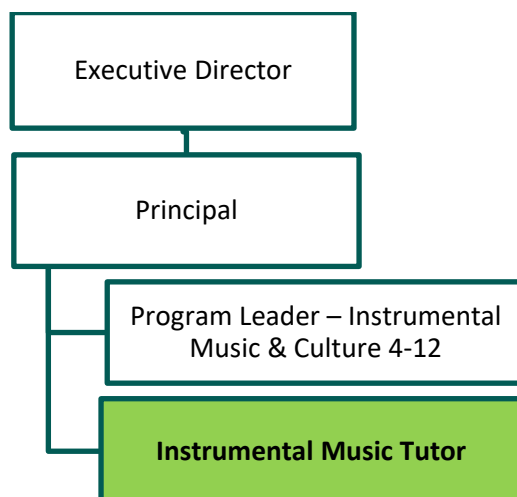 Executive Director
Principal
Program Leader – Instrumental
Music & Culture 4-12
Instrumental Music Tutor